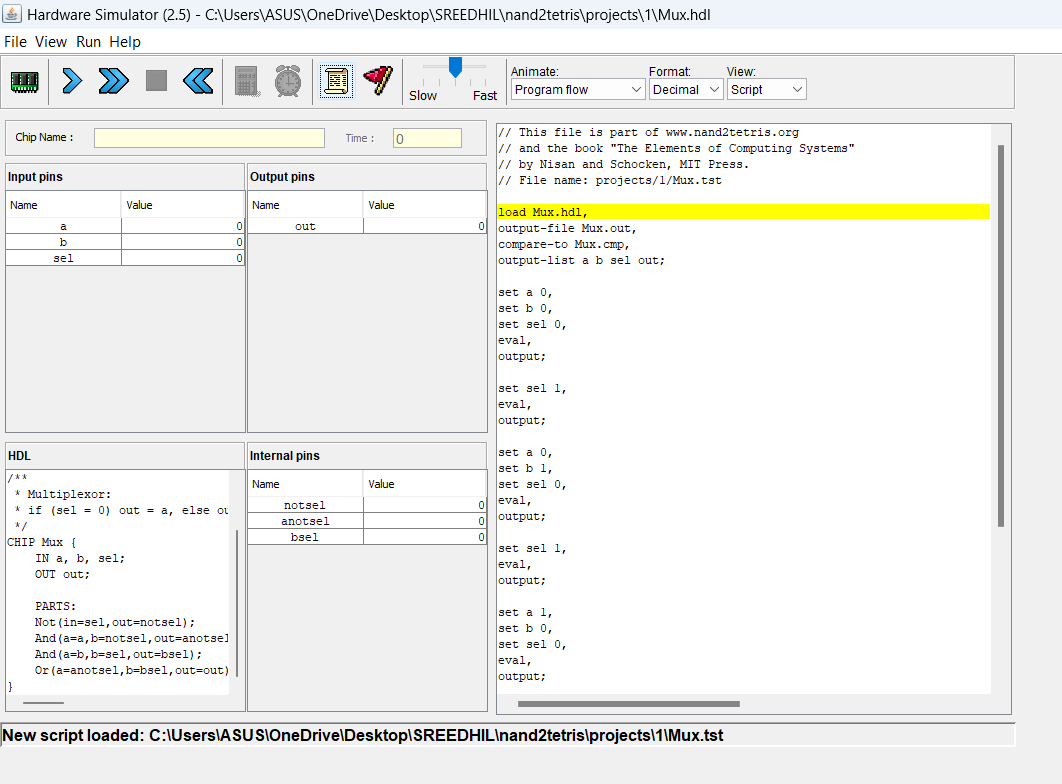 Hardware Simulator (2.5) - C:\Users\ASUS\OneDrive\Desktop\SREEDHIL\nand2tetris\projects\1\Mux.hdl
File View Run Help
Slow Fast
Animate:
Program flow
Format:
Decimal
View:
Script
Chip Name :
Time :
0
Input pins
Name Value
a 0
b 0
sel 0
Output pins
Name Value
out 0
HDL
/**
* Multiplexor:
* if (sel = 0) out = a, else ou
*/
CHIP Mux {
IN a, b, sel;
OUT out;
PARTS:
Not(in=sel,out=notsel);
And(a=a,b=notsel,out=anotsel
And(a=b,b=sel,out=bsel);
Or(a=anotsel,b=bsel,out=out)
}
Internal pins
Name Value
notsel 0
anotsel 0
bsel 0
// This file is part of www.nand2tetris.org
// and the book "The Elements of Computing Systems"
// by Nisan and Schocken, MIT Press.
// File name: projects/1/Mux.tst
load Mux.hdl,
output-file Mux.out,
compare-to Mux.cmp,
output-list a b sel out;
set a 0,
set b 0,
set sel 0,
eval,
output;
set sel 1,
eval,
output;
set a 0,
set b 1,
set sel 0,
eval,
output;
set sel 1,
eval,
output;
set a 1,
set b 0,
set sel 0,
eval,
output;
New script loaded: C:\Users\ASUS\OneDrive\Desktop\SREEDHIL\nand2tetris\projects\1\Mux.tst